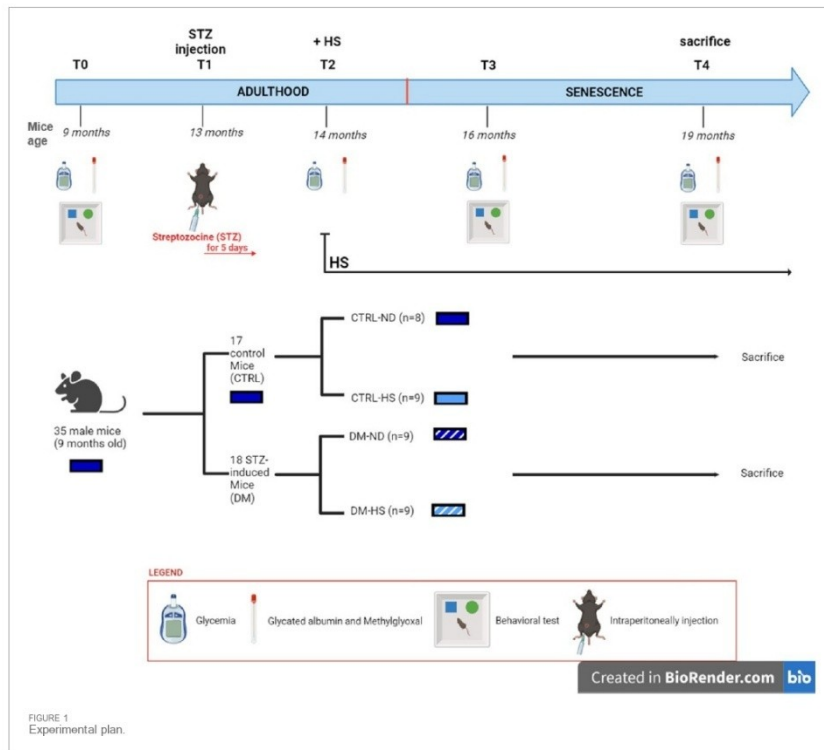 STZ
injection
+ HS
sacrifice
T0
T1
T2
T3
T4
ADULTHOOD
SENESCENCE
Mice
age
9 months
13 months
14 months
16 months
19 months
Streptozocine (STZ)
for 5 days
HS
CTRL-ND (n=8)
17
control
Mice
(CTRL)
Sacrifice
CTRL-HS (n=9)
35 male mice
(9 months old)
DM-ND (n=9)
18 STZ-
induced
Mice
(DM)
Sacrifice
DM-HS (n=9)
LEGEND
Glycemia
Glycated albumin and Methylglyoxal
Behavioral test
Intraperitoneally injection
Created in BioRender.com bio
FIGURE 1
Experimental plan.